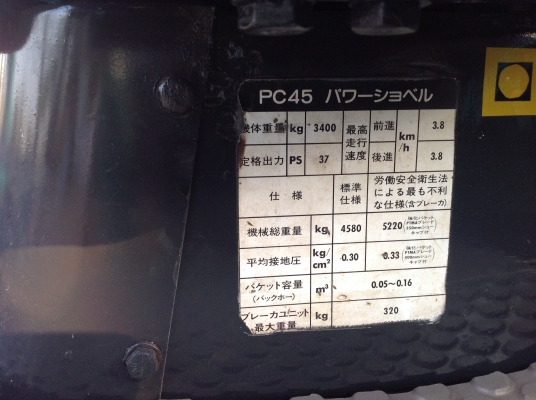 PC45 パワーショベル
機体重量 kg 3400 最高走行速度 前進 km/h 3.8
定格出力 PS 37 後進 3.8
仕様 標準仕様 労働安全衛生法による最も不利な仕様(含ブレーカ)
機械総重量 kg 4580 5220
平均接地圧 kg/cm² 0.30 0.33
バケット容量(バックホー) m³ 0.05~0.16
ブレーカユニット最大重量 kg 320